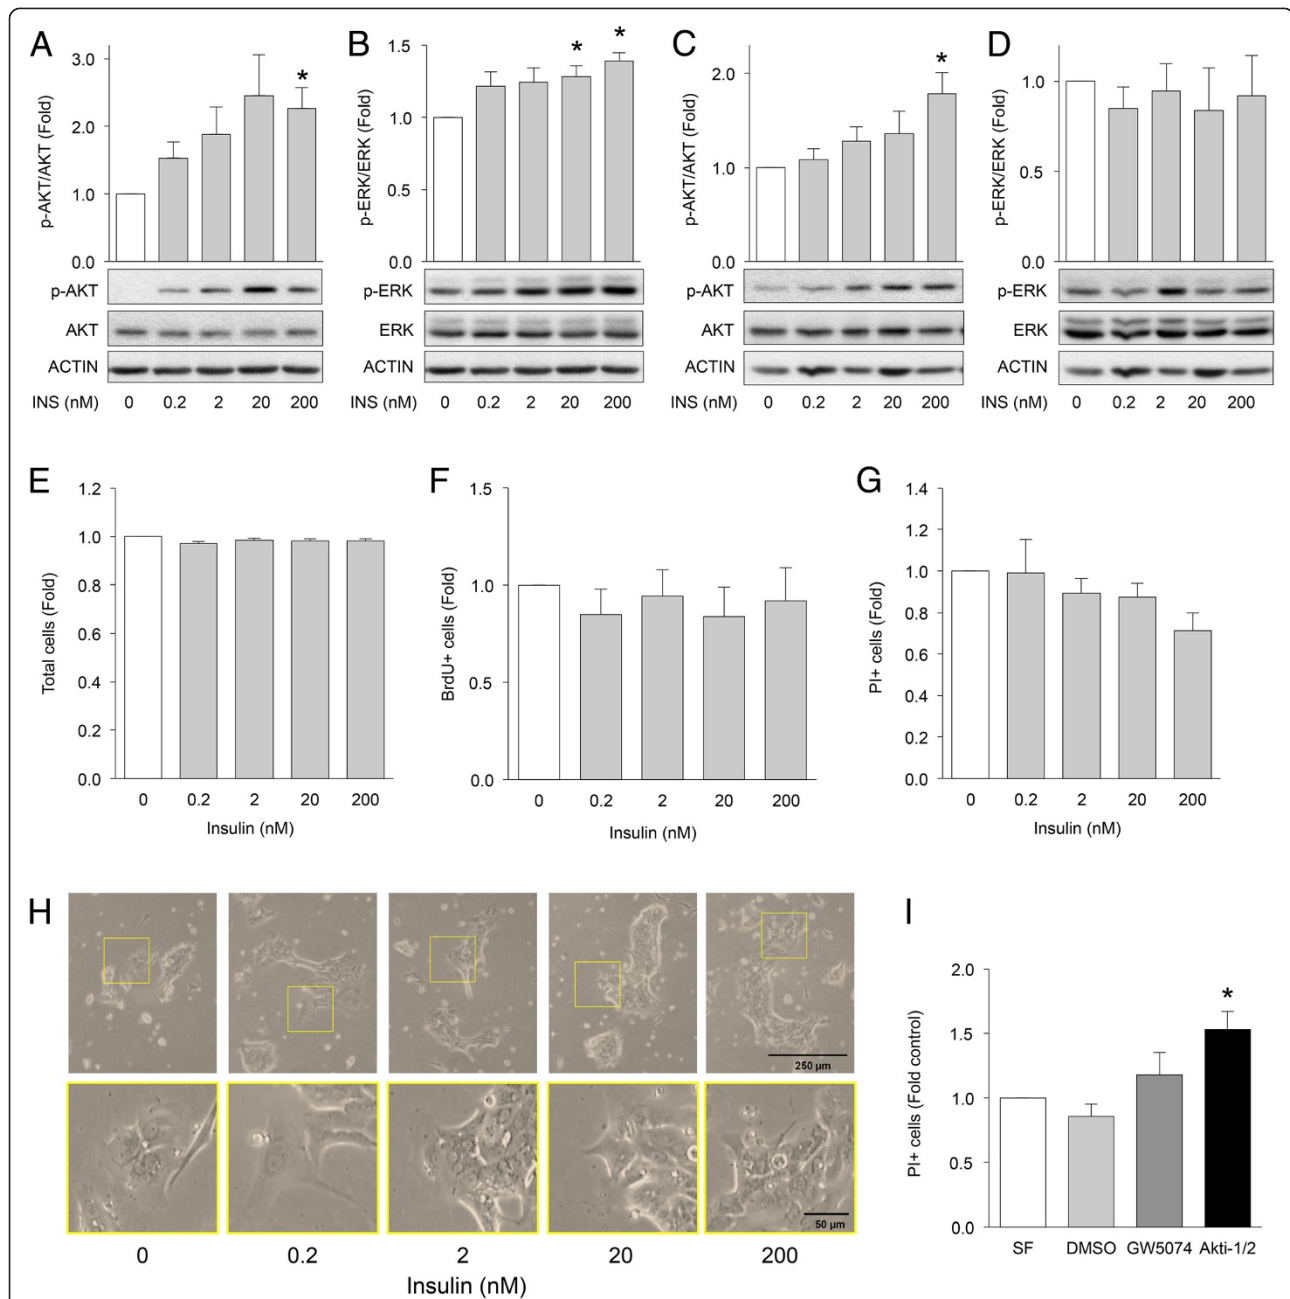 A
p-AKT/AKT (Fold)
3.0
2.0
1.0
0.0
*
p-AKT
AKT
ACTIN
INS (nM)
0 0.2 2 20 200
B
p-ERK/ERK (Fold)
1.5
1.0
0.5
0.0
* *
p-ERK
ERK
ACTIN
INS (nM)
0 0.2 2 20 200
C
p-AKT/AKT (Fold)
2.0
1.0
0.0
*
p-AKT
AKT
ACTIN
INS (nM)
0 0.2 2 20 200
D
p-ERK/ERK (Fold)
1.0
0.5
0.0
p-ERK
ERK
ACTIN
INS (nM)
0 0.2 2 20 200
E
Total cells (Fold)
1.2
1.0
0.8
0.6
0.4
0.2
0.0
0 0.2 2 20 200
Insulin (nM)
F
BrdU+ cells (Fold)
1.5
1.0
0.5
0.0
0 0.2 2 20 200
Insulin (nM)
G
PI+ cells (Fold)
1.4
1.2
1.0
0.8
0.6
0.4
0.2
0.0
0 0.2 2 20 200
Insulin (nM)
H
250 µm
50 µm
0 0.2 2 20 200
Insulin (nM)
I
PI+ cells (Fold control)
2.0
1.5
1.0
0.5
0.0
*
SF DMSO GW5074 Akti-1/2